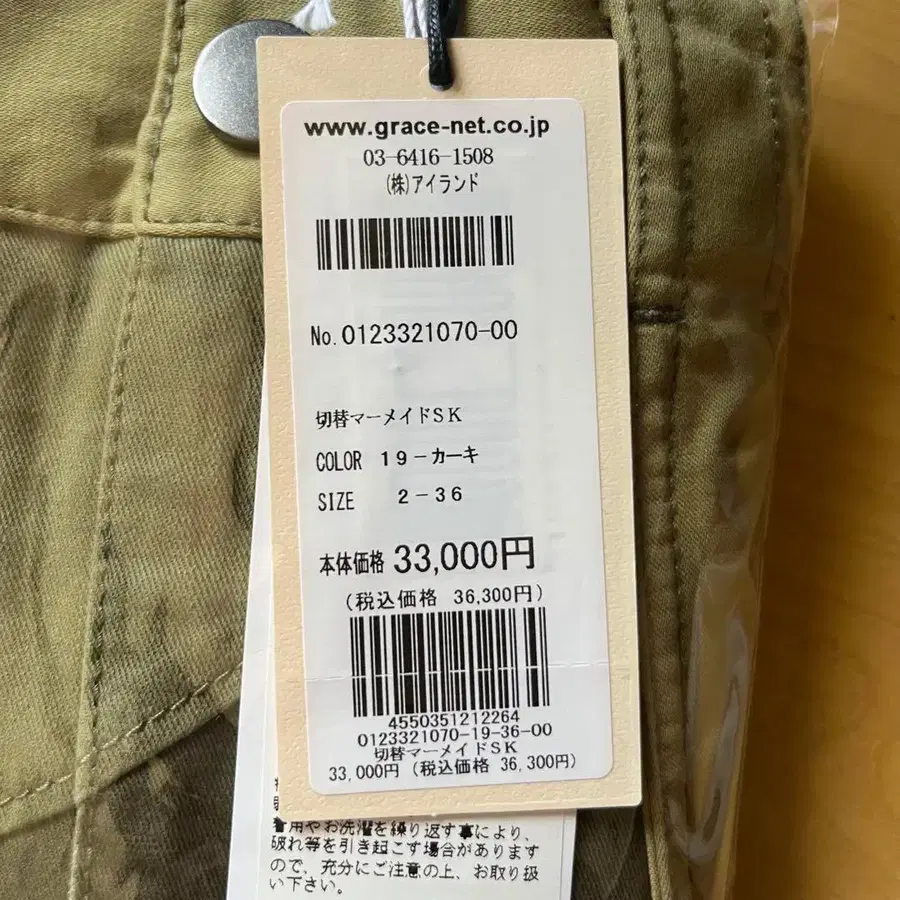 www.grace-net.co.jp
03-6416-1508
(株)アイランド
No.0123321070-00
切替マーメイドSK
COLOR 19-カーキ
SIZE 2-36
本体価格 33,000円
(税込価格 36,300円)
4550351212264
0123321070-19-36-00
切替マーメイドSK
33,000円 (税込価格 36,300円)
着用やお洗濯を繰り返す事により、
破れ等を引き起こす場合があります
ので、充分にご注意の上、お取り扱
い下さい。